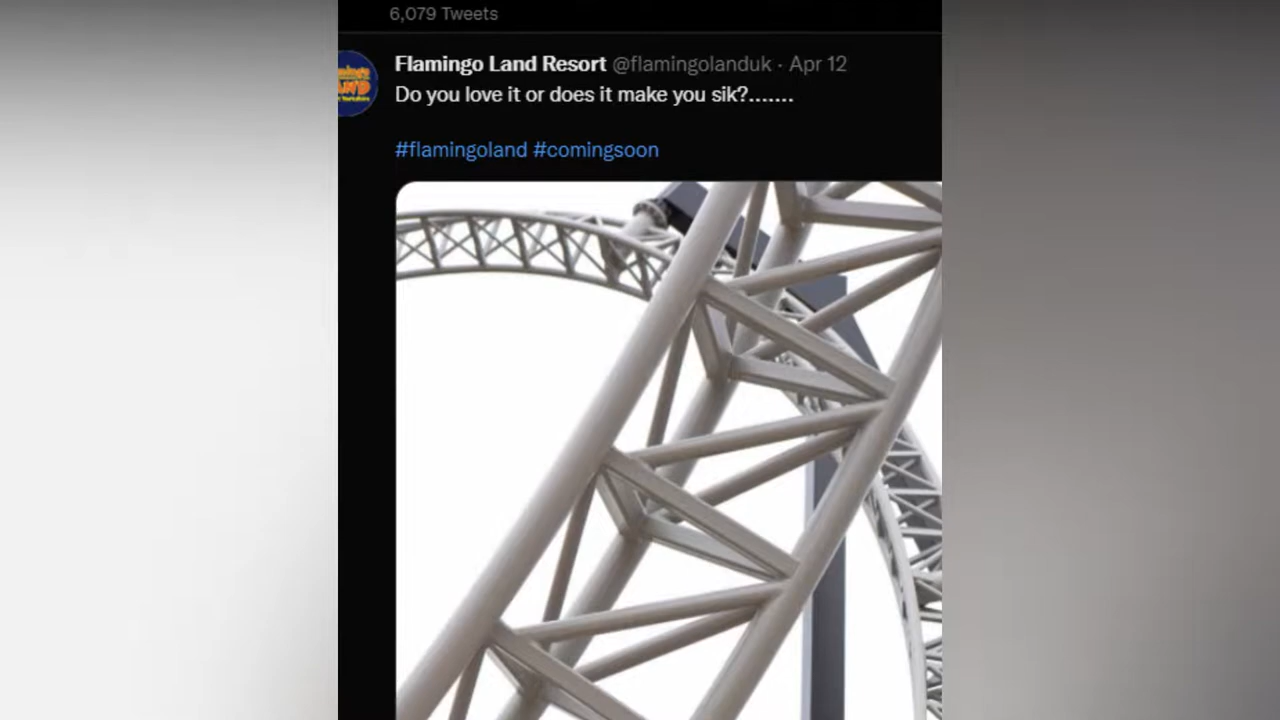 6,079 Tweets
Flamingo Land Resort @flamingolanduk · Apr 12
Do you love it or does it make you sik?.......
#flamingoland #comingsoon